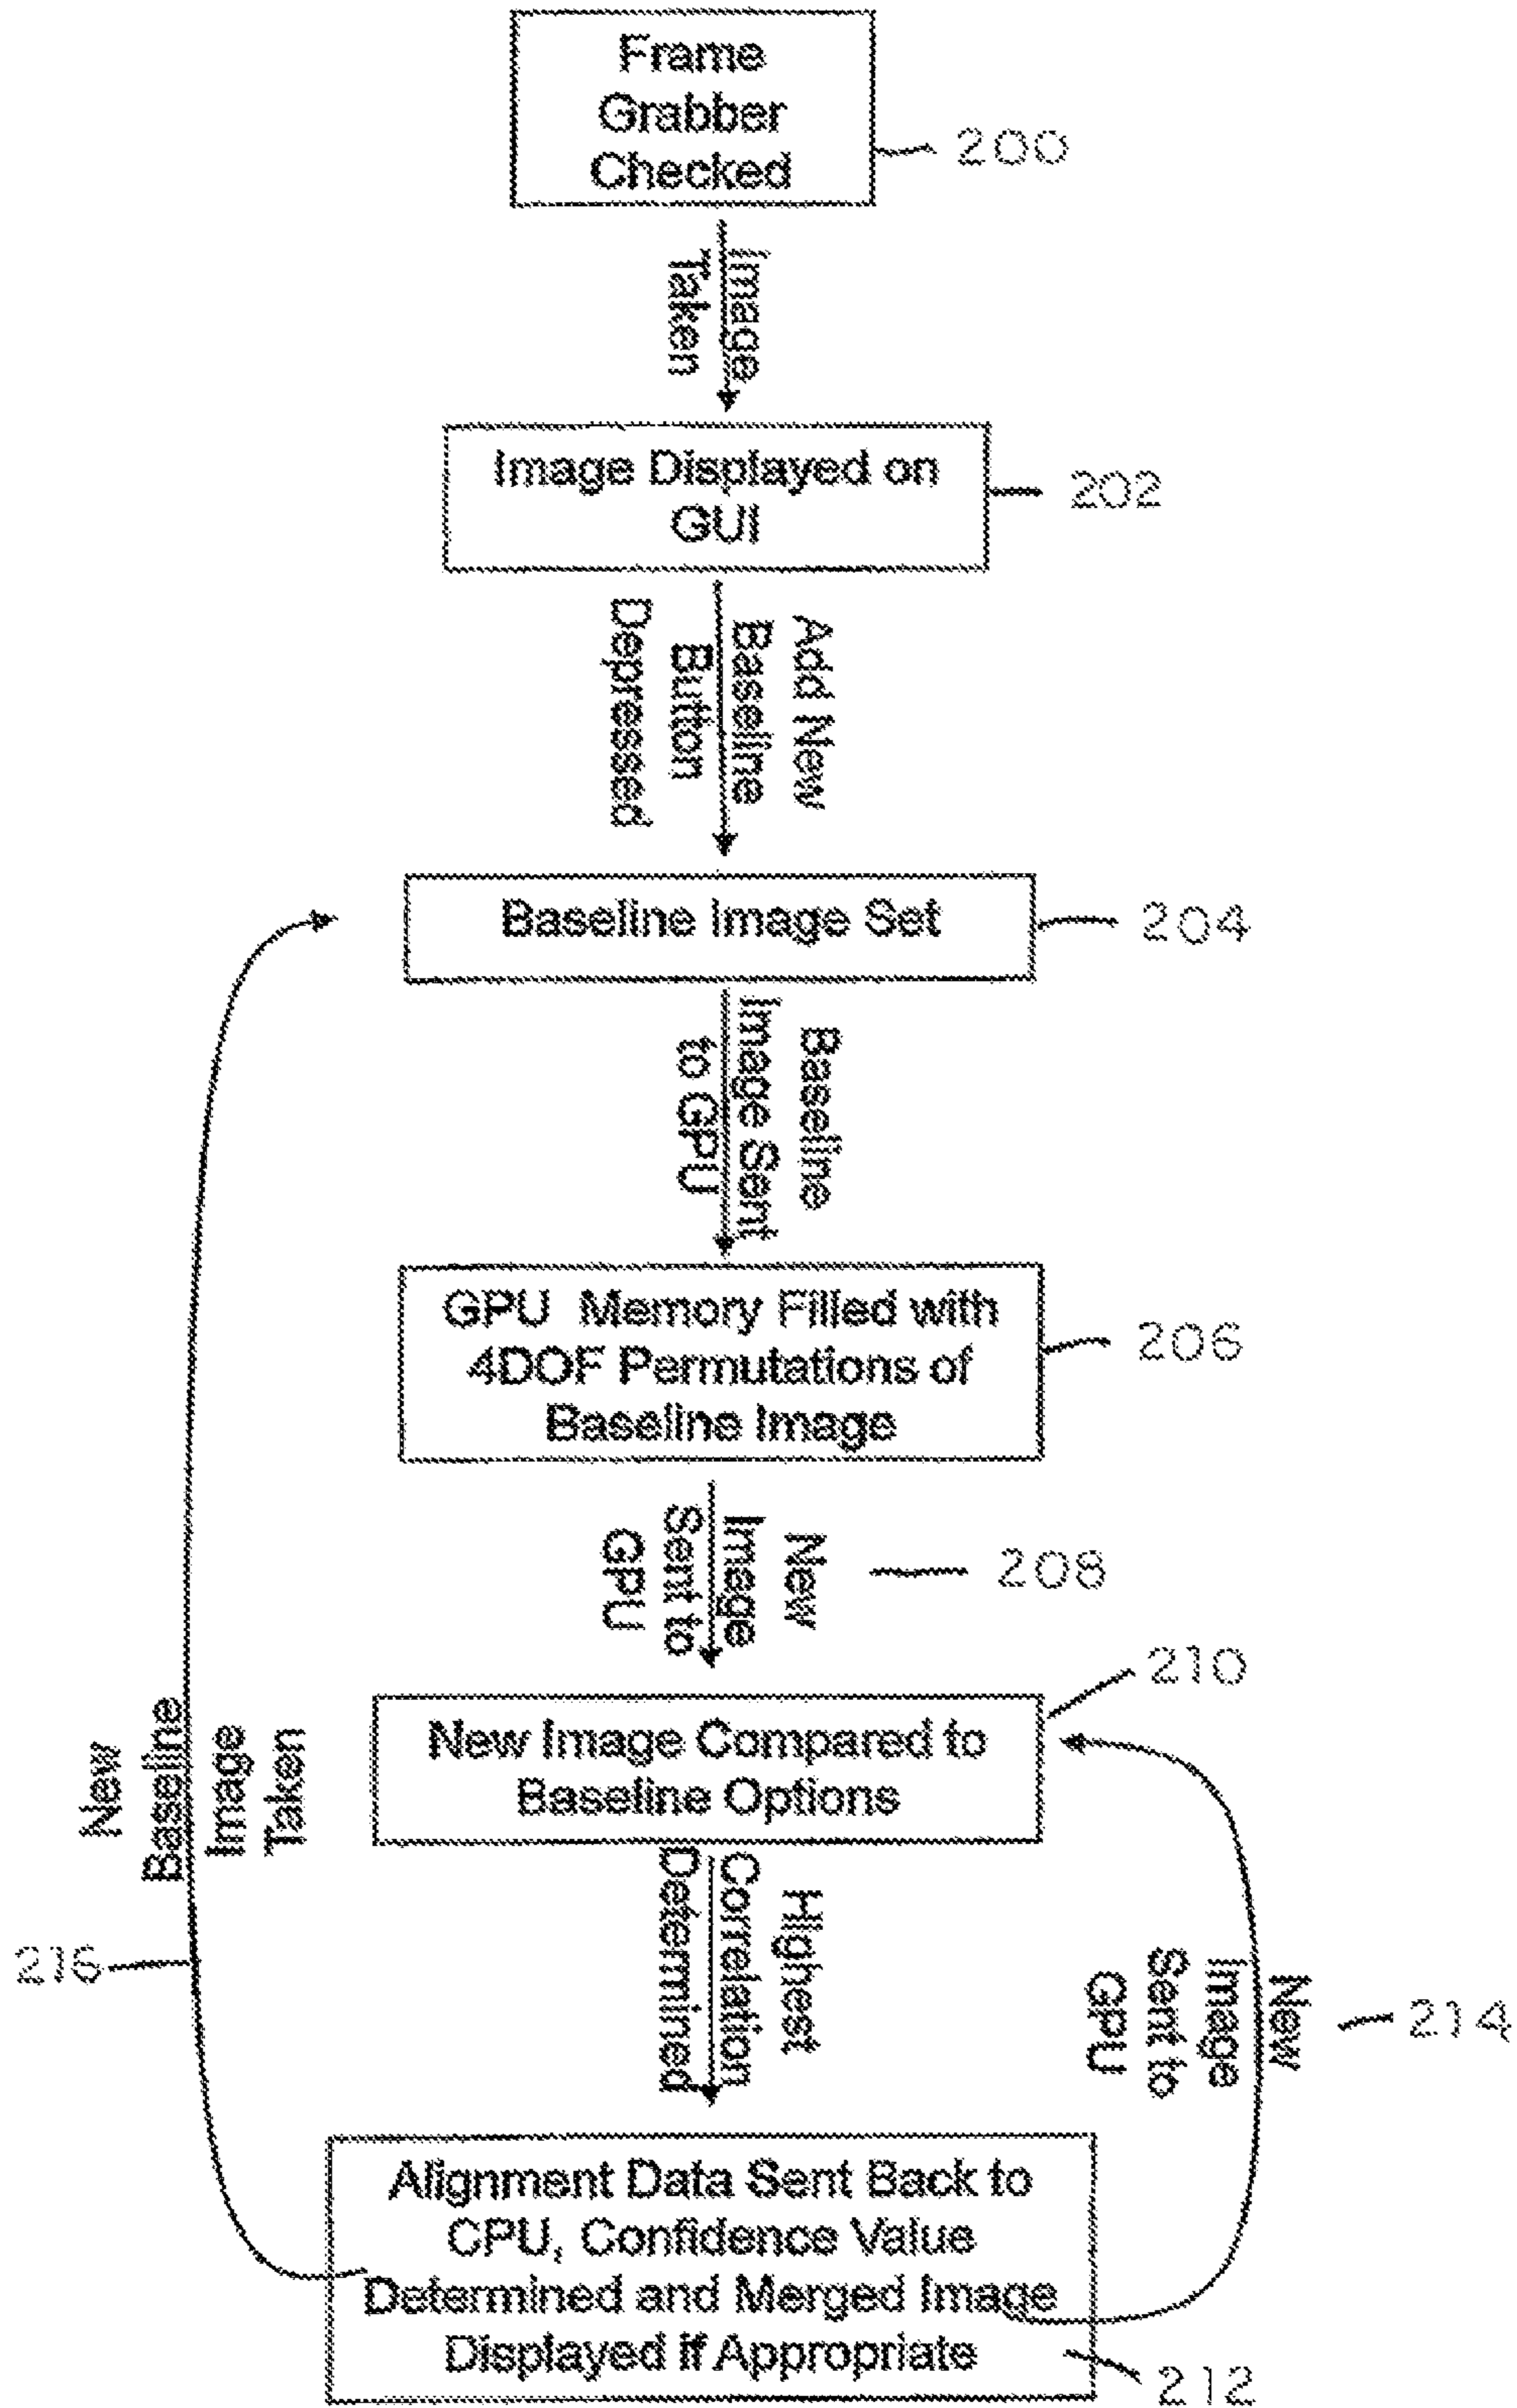 Frame
Grabber
Checked
200
Image
Taken
Image Displayed on
GUI
202
Add New
Baseline
Button
Depressed
Baseline Image Set
204
Baseline
Image Sent
to GPU
GPU Memory Filled with
4DOF Permutations of
Baseline Image
206
New
Image
Sent to
GPU
208
210
New Image Compared to
Baseline Options
New
Baseline
Image
Taken
216
Highest
Correlation
Determined
New
Image
Sent to
GPU
214
Alignment Data Sent Back to
CPU, Confidence Value
Determined and Merged Image
Displayed if Appropriate
212